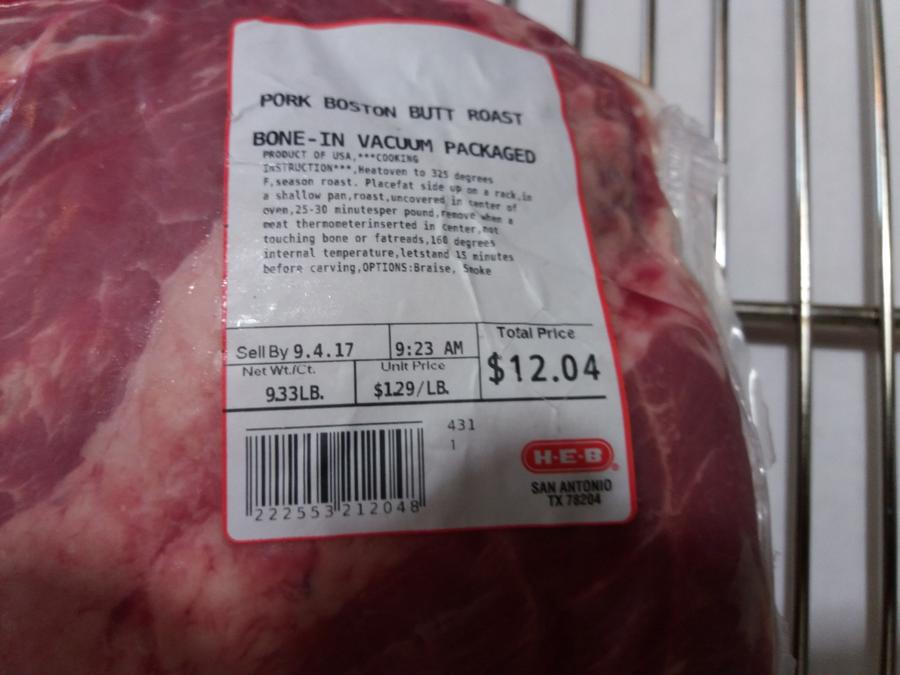 PORK BOSTON BUTT ROAST
BONE-IN VACUUM PACKAGED
PRODUCT OF USA,***COOKING
INSTRUCTION***,Heatoven to 325 degrees
F,season roast. Placefat side up on a rack,in
a shallow pan,roast,uncovered in center of
oven,25-30 minutesper pound,remove when a
meat thermometerinserted in center,not
touching bone or fatreads,160 degrees
internal temperature,letstand 15 minutes
before carving,OPTIONS:Braise, Smoke
Sell By 9.4.17
9:23 AM
Total Price
$12.04
Net Wt./Ct.
9.33LB.
Unit Price
$1.29/LB.
431
1
222553 212048
H-E-B®
SAN ANTONIO
TX 78204